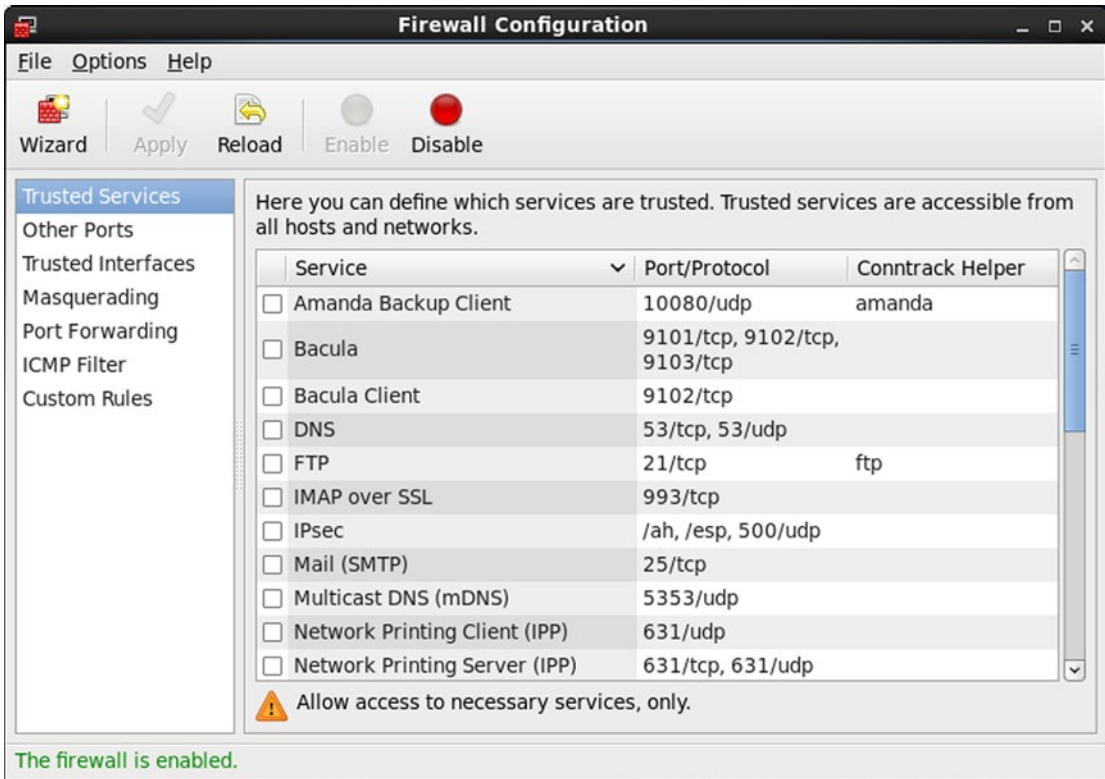 Firewall Configuration
File Options Help
Wizard Apply Reload Enable Disable
Trusted Services
Other Ports
Trusted Interfaces
Masquerading
Port Forwarding
ICMP Filter
Custom Rules
Here you can define which services are trusted. Trusted services are accessible from
all hosts and networks.
Service Port/Protocol Conntrack Helper
Amanda Backup Client 10080/udp amanda
Bacula 9101/tcp, 9102/tcp,
9103/tcp
Bacula Client 9102/tcp
DNS 53/tcp, 53/udp
FTP 21/tcp ftp
IMAP over SSL 993/tcp
IPsec /ah, /esp, 500/udp
Mail (SMTP) 25/tcp
Multicast DNS (mDNS) 5353/udp
Network Printing Client (IPP) 631/udp
Network Printing Server (IPP) 631/tcp, 631/udp
Allow access to necessary services, only.
The firewall is enabled.